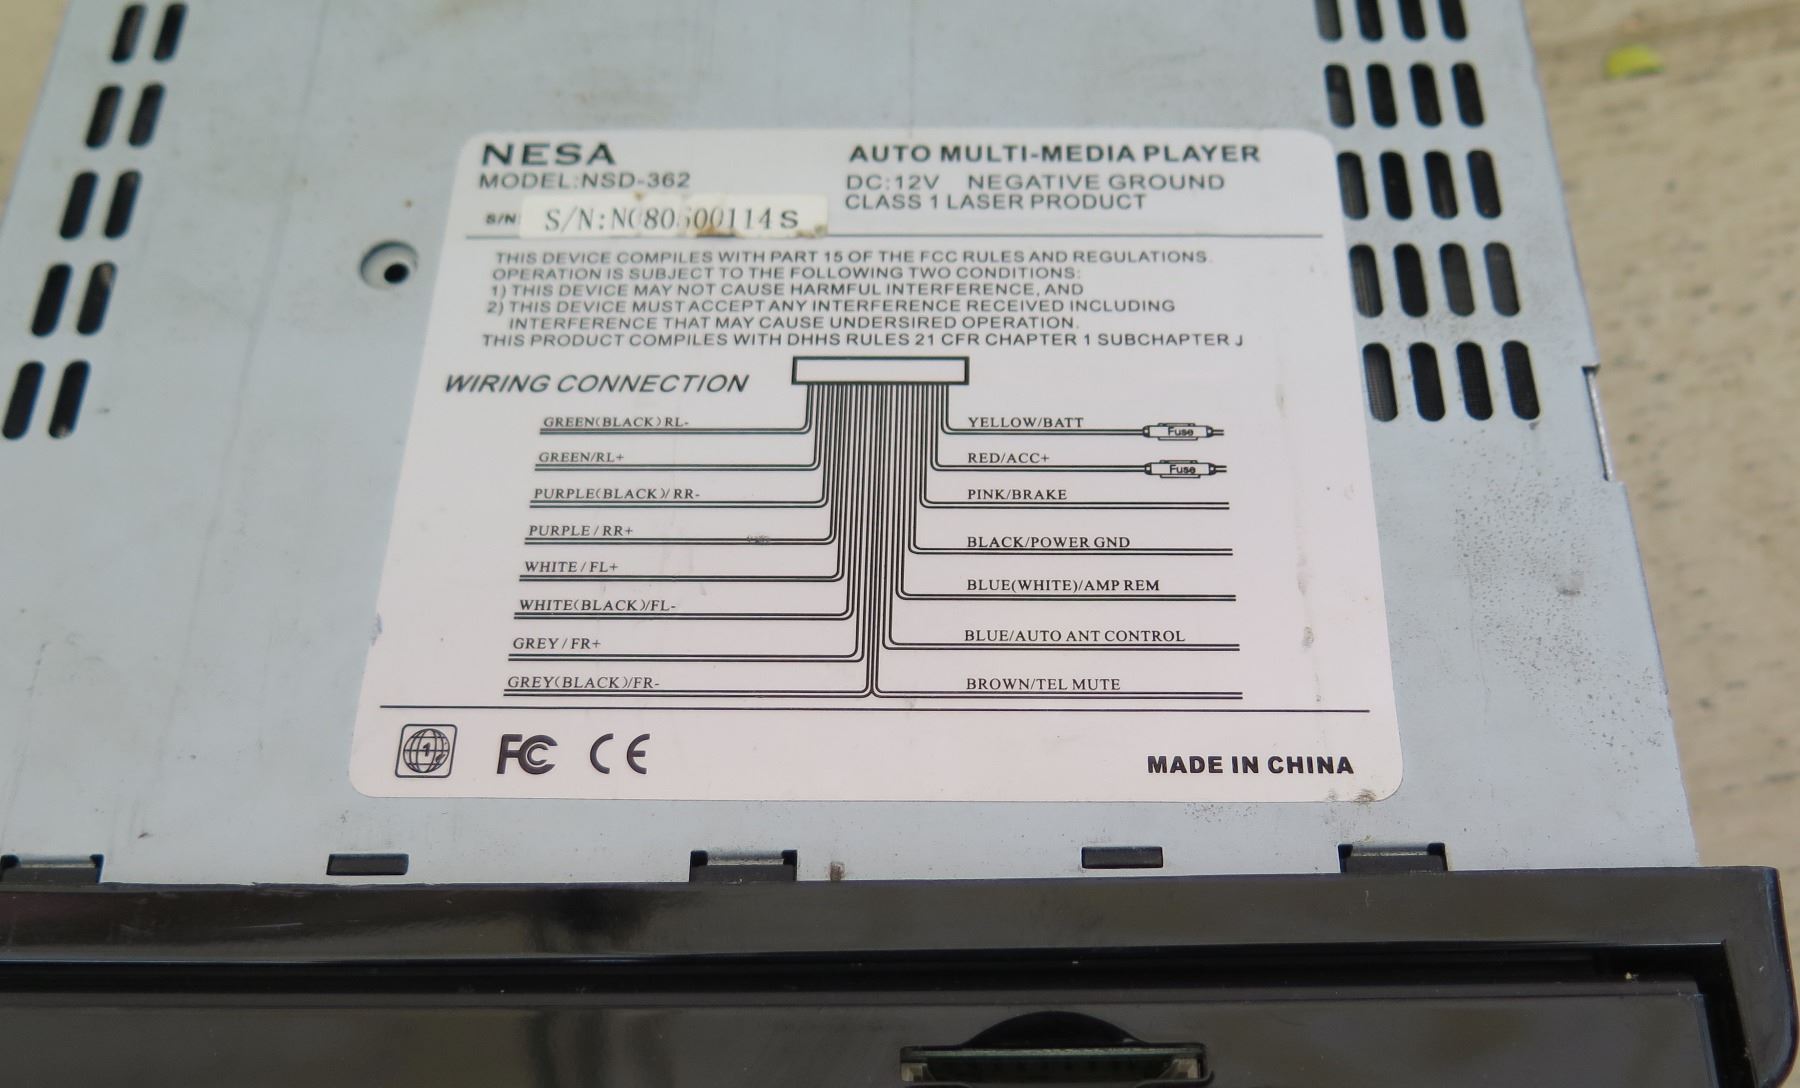 NESA
MODEL:NSD-362
S/N
AUTO MULTI-MEDIA PLAYER
DC:12V NEGATIVE GROUND
CLASS 1 LASER PRODUCT
THIS DEVICE COMPILES WITH PART 15 OF THE FCC RULES AND REGULATIONS.
OPERATION IS SUBJECT TO THE FOLLOWING TWO CONDITIONS:
1) THIS DEVICE MAY NOT CAUSE HARMFUL INTERFERENCE, AND
2) THIS DEVICE MUST ACCEPT ANY INTERFERENCE RECEIVED INCLUDING
INTERFERENCE THAT MAY CAUSE UNDERSIRED OPERATION.
THIS PRODUCT COMPILES WITH DHHS RULES 21 CFR CHAPTER 1 SUBCHAPTER J
WIRING CONNECTION
GREEN(BLACK) RL-
GREEN/RL+
PURPLE(BLACK)/RR-
PURPLE/RR+
WHITE/FL+
WHITE(BLACK)/FL-
GREY/FR+
GREY(BLACK)/FR-
YELLOW/BATT
Fuse
RED/ACC+
Fuse
PINK/BRAKE
BLACK/POWER GND
BLUE(WHITE)/AMP REM
BLUE/AUTO ANT CONTROL
BROWN/TEL MUTE
1
FC CE
MADE IN CHINA